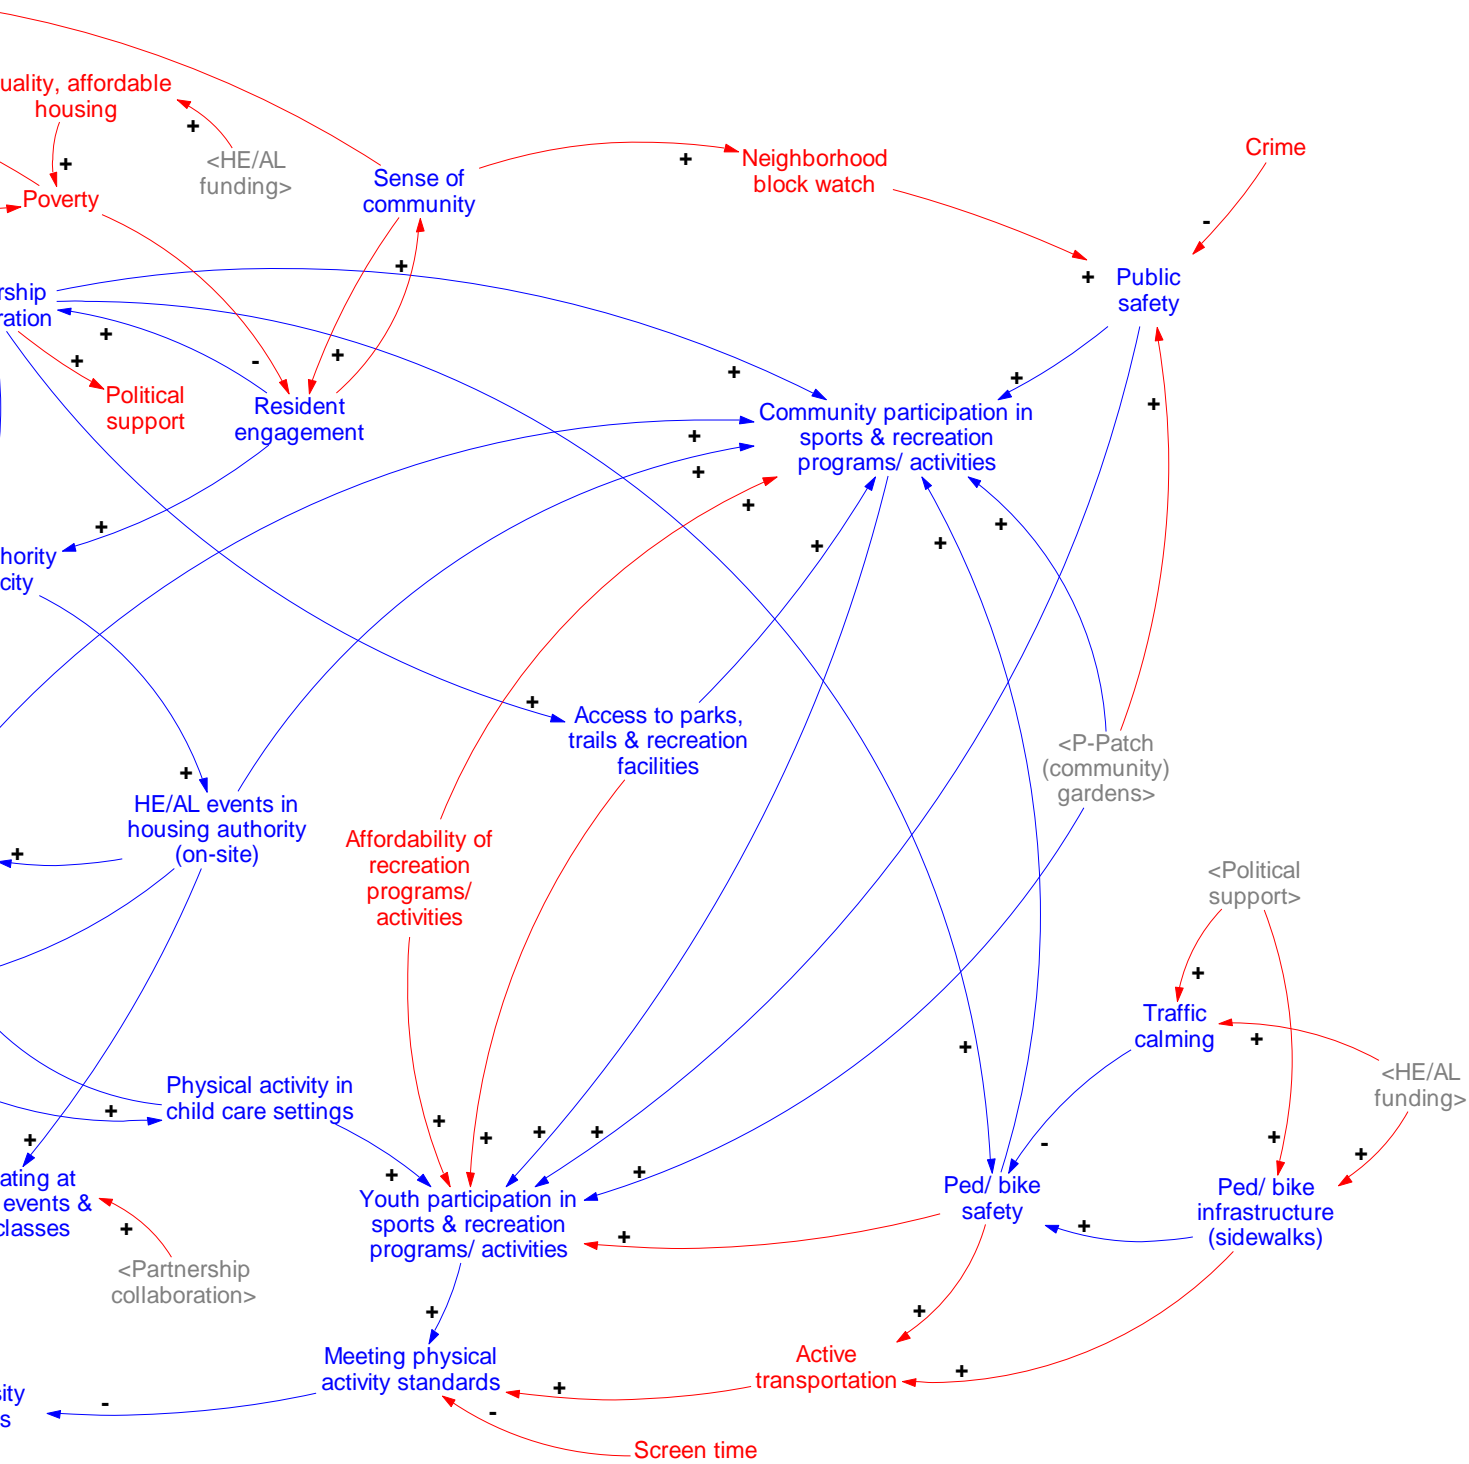 uality, affordable
housing
+
+
<HE/AL
funding>
Poverty
Sense of
community
+
Neighborhood
block watch
Crime
-
+
Public
safety
rship
ration
+
+
+
-
+
Political
support
Resident
engagement
+
+
+
Community participation in
sports & recreation
programs/ activities
+
+
+
+
+
+
+
hority
city
+
Access to parks,
trails & recreation
facilities
<P-Patch
(community)
gardens>
+
HE/AL events in
housing authority
(on-site)
+
Affordability of
recreation
programs/
activities
<Political
support>
+
Traffic
calming
+
+
<HE/AL
funding>
Physical activity in
child care settings
+
+
ating at
events &
classes
+
<Partnership
collaboration>
+
+
+
+
+
+
Youth participation in
sports & recreation
programs/ activities
+
-
Ped/ bike
safety
+
+
+
Ped/ bike
infrastructure
(sidewalks)
+
+
Meeting physical
activity standards
+
Active
transportation
+
sity
s
-
-
Screen time